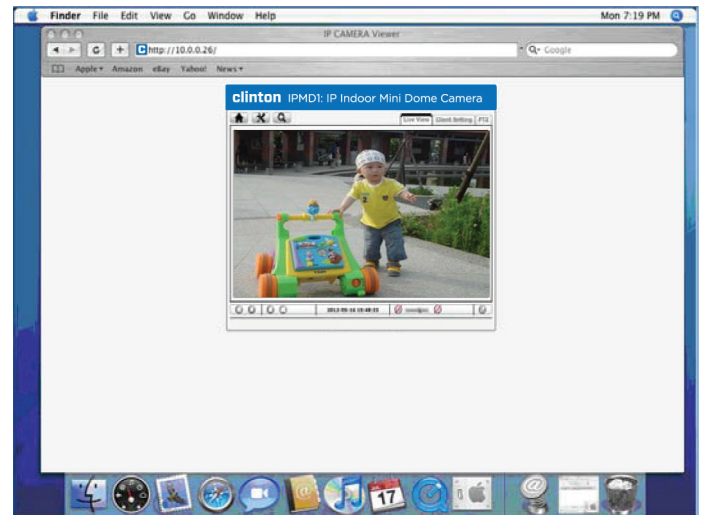 Finder File Edit View Go Window Help Mon 7:19 PM
IP CAMERA Viewer
http://10.0.0.26/ Google
Apple Amazon eBay Yahoo! News
clinton IPMD1: IP Indoor Mini Dome Camera
Live View Client Setting PTZ
17